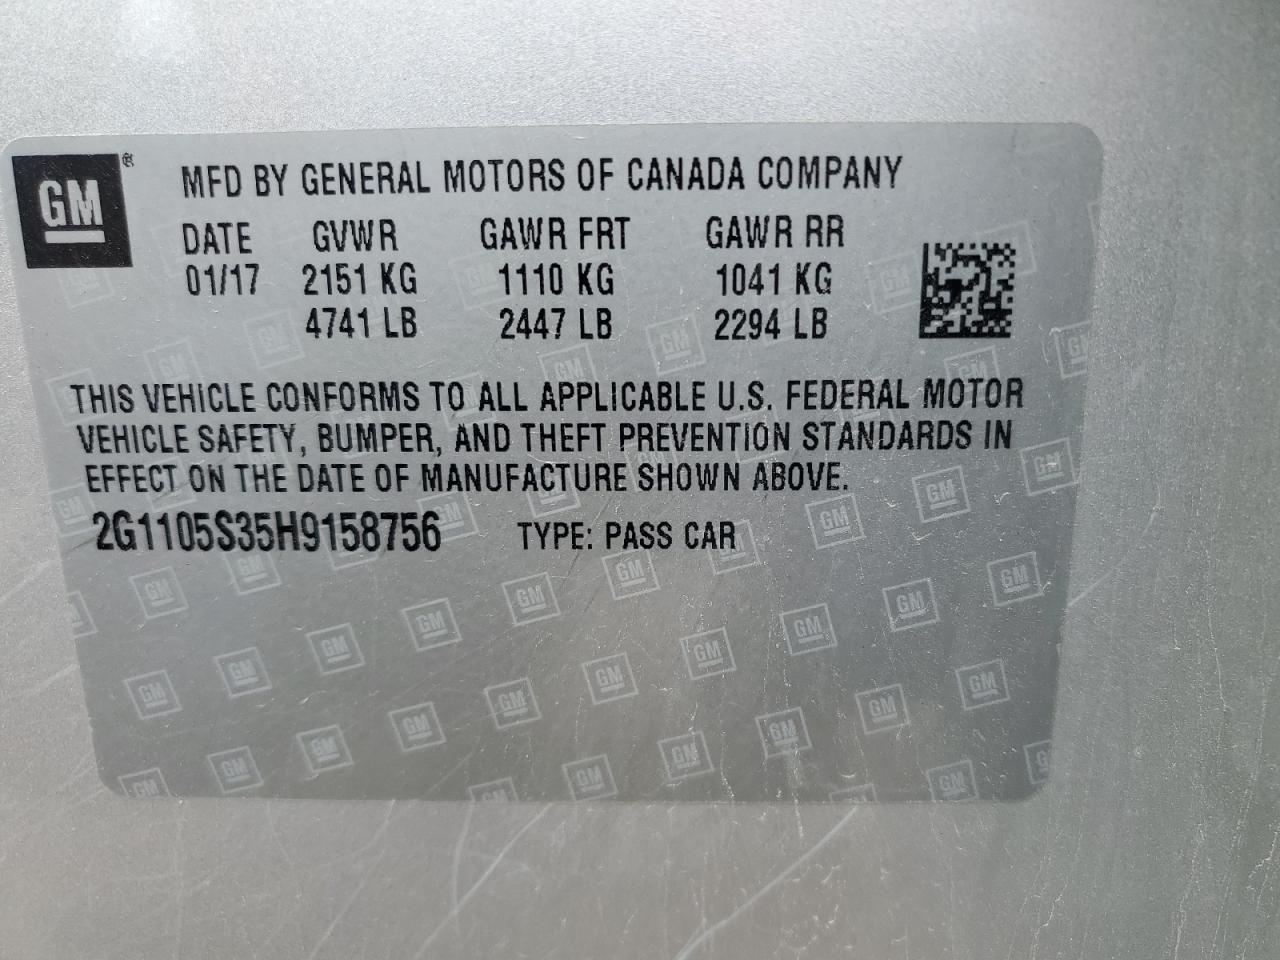 GM ®
MFD BY GENERAL MOTORS OF CANADA COMPANY
DATE GVWR GAWR FRT GAWR RR
01/17 2151 KG 1110 KG 1041 KG
4741 LB 2447 LB 2294 LB
THIS VEHICLE CONFORMS TO ALL APPLICABLE U.S. FEDERAL MOTOR
VEHICLE SAFETY, BUMPER, AND THEFT PREVENTION STANDARDS IN
EFFECT ON THE DATE OF MANUFACTURE SHOWN ABOVE.
2G1105S35H9158756 TYPE: PASS CAR